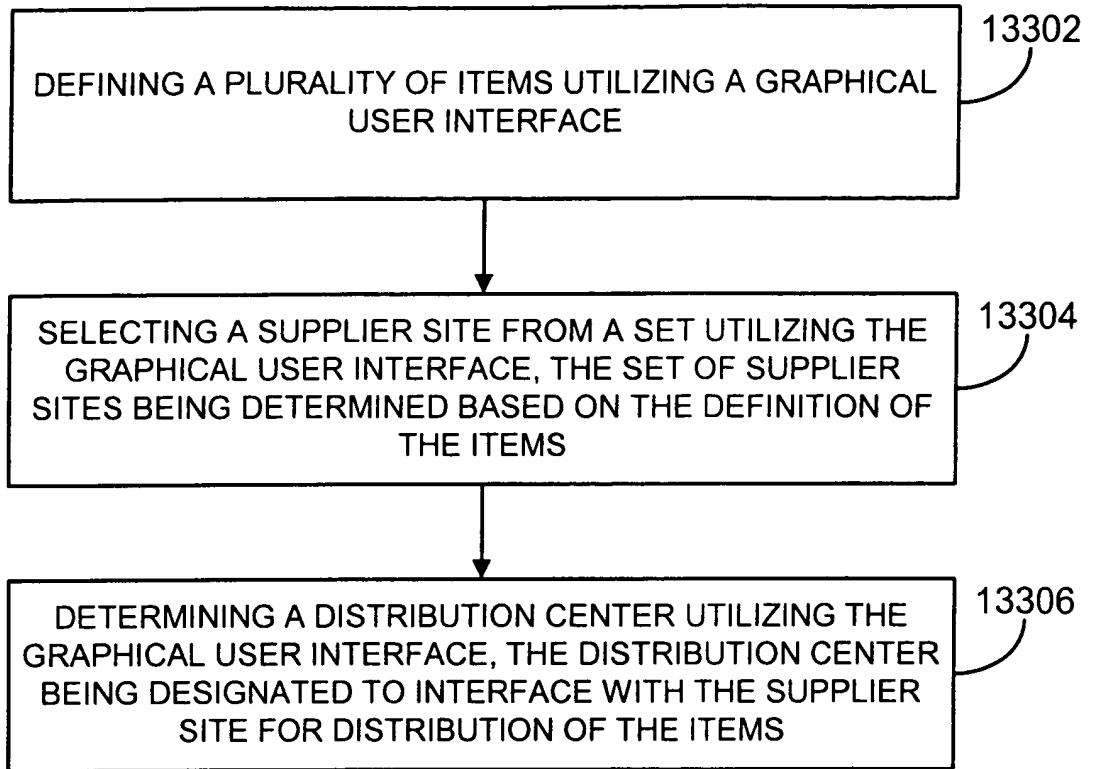 13302
DEFINING A PLURALITY OF ITEMS UTILIZING A GRAPHICAL
USER INTERFACE
13304
SELECTING A SUPPLIER SITE FROM A SET UTILIZING THE
GRAPHICAL USER INTERFACE, THE SET OF SUPPLIER
SITES BEING DETERMINED BASED ON THE DEFINITION OF
THE ITEMS
13306
DETERMINING A DISTRIBUTION CENTER UTILIZING THE
GRAPHICAL USER INTERFACE, THE DISTRIBUTION CENTER
BEING DESIGNATED TO INTERFACE WITH THE SUPPLIER
SITE FOR DISTRIBUTION OF THE ITEMS